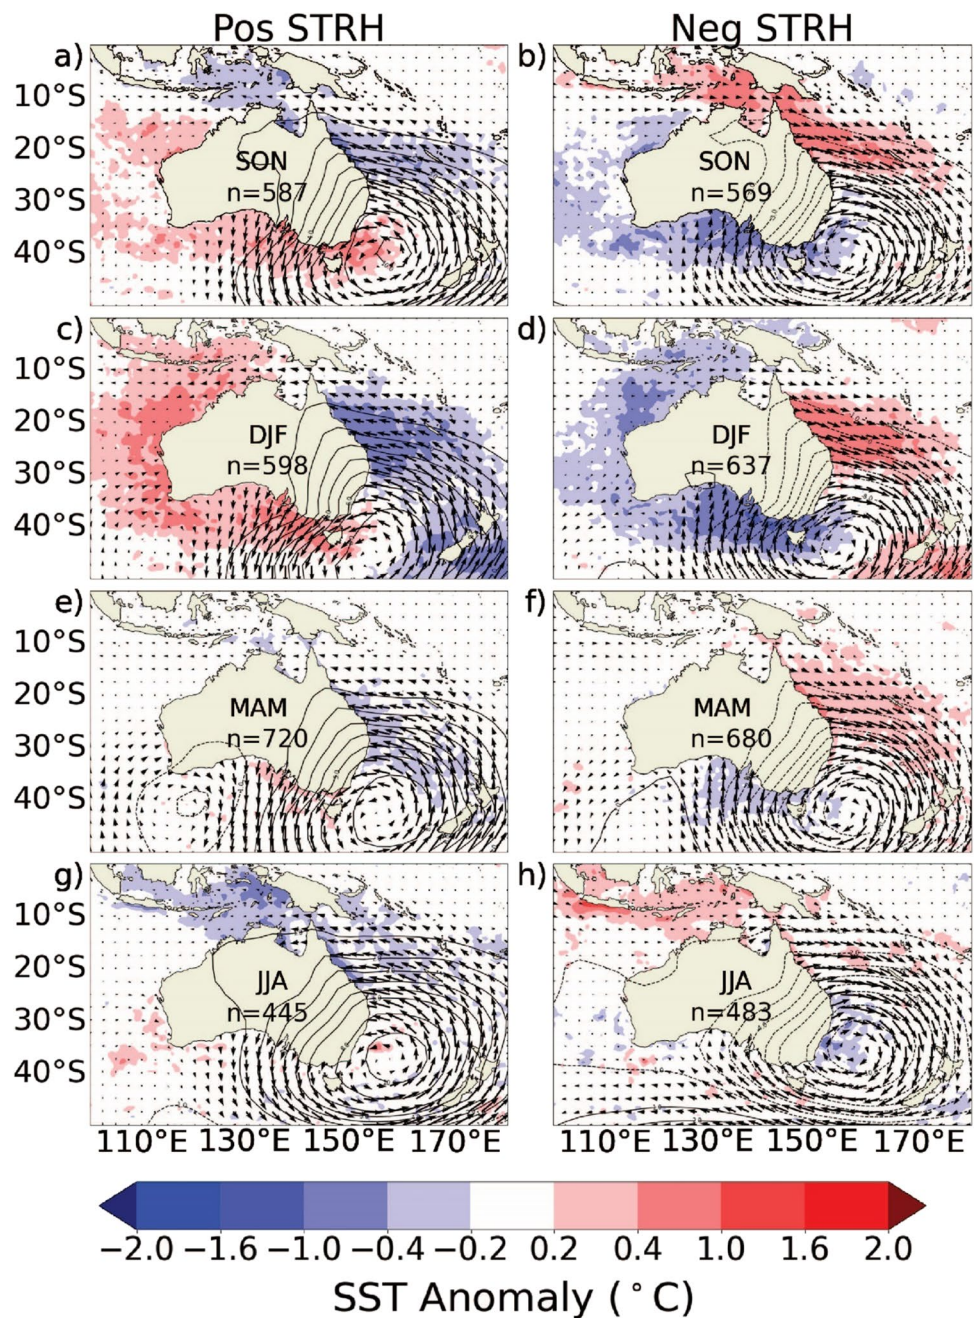 Pos STRH Neg STRH
a) b)
10°S
20°S
30°S
40°S
SON
n=587
SON
n=569
c) d)
10°S
20°S
30°S
40°S
DJF
n=598
DJF
n=637
e) f)
10°S
20°S
30°S
40°S
MAM
n=720
MAM
n=680
g) h)
10°S
20°S
30°S
40°S
JJA
n=445
JJA
n=483
110°E 130°E 150°E 170°E 110°E 130°E 150°E 170°E
−2.0 −1.6 −1.0 −0.4 −0.2 0.2 0.4 1.0 1.6 2.0
SST Anomaly (°C)